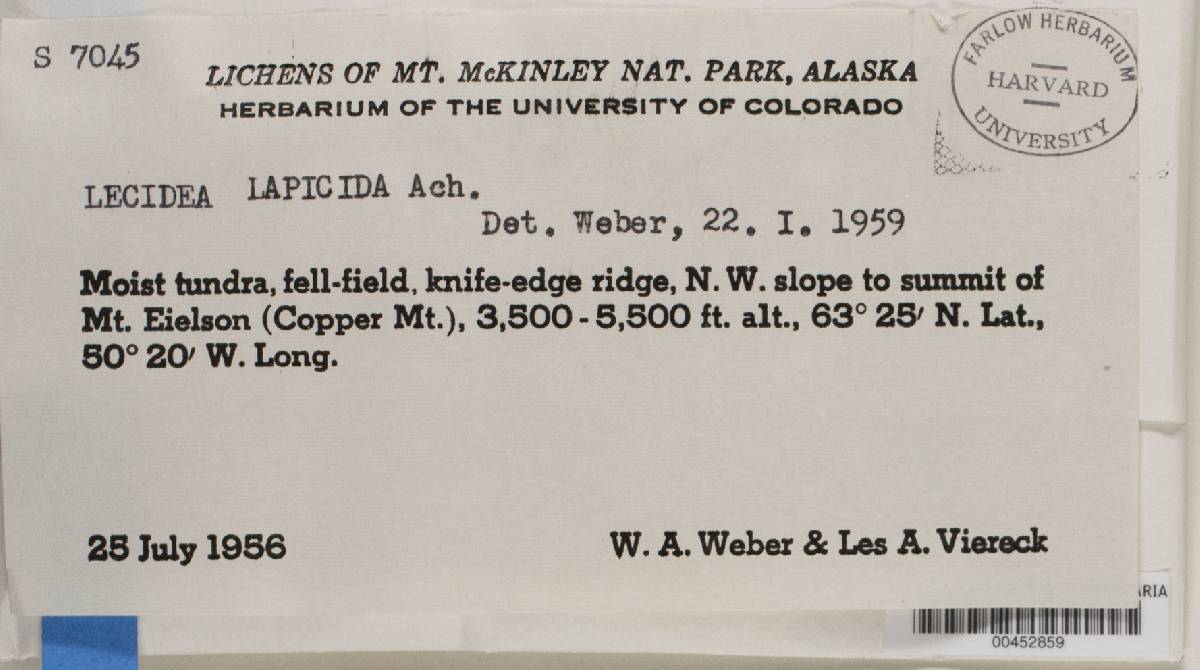 S 7045
LICHENS OF MT. McKINLEY NAT. PARK, ALASKA
HERBARIUM OF THE UNIVERSITY OF COLORADO
FARLOW HERBARIUM
HARVARD
UNIVERSITY
LECIDEA LAPICIDA Ach.
Det. Weber, 22. I. 1959
Moist tundra, fell-field, knife-edge ridge, N. W. slope to summit of
Mt. Eielson (Copper Mt.), 3,500 - 5,500 ft. alt., 63° 25′ N. Lat.,
50° 20′ W. Long.
25 July 1956
W. A. Weber & Les A. Viereck
RIA
00452859